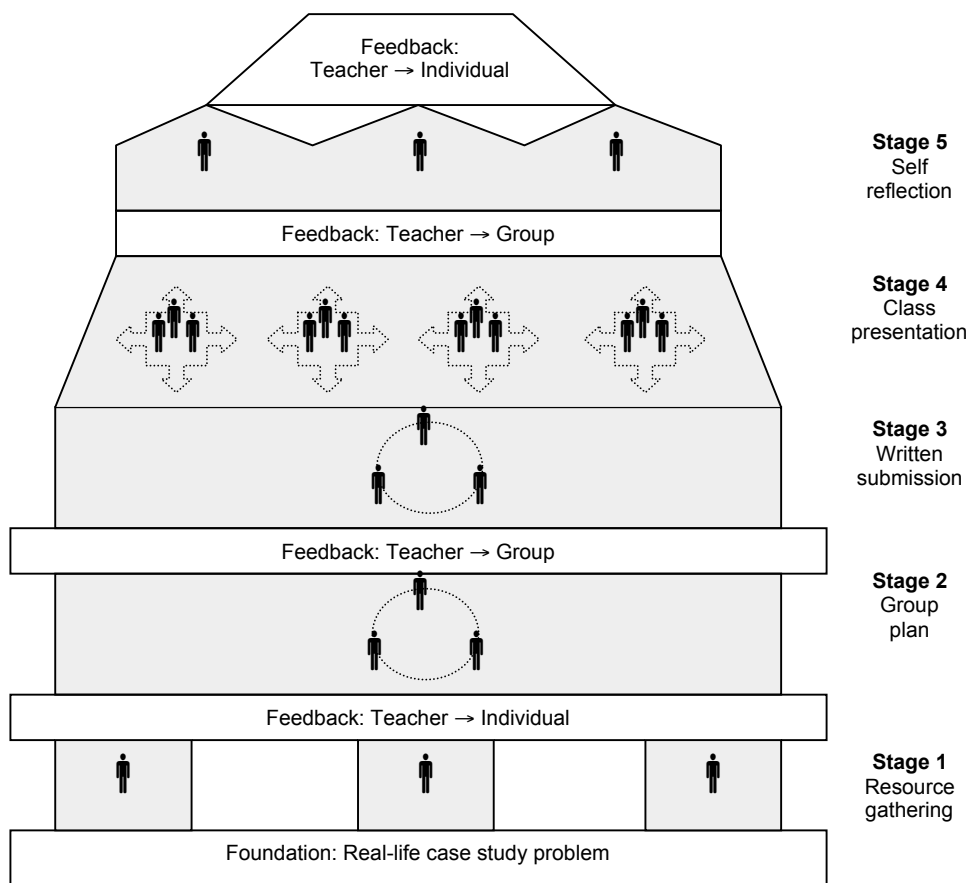 Feedback:
Teacher → Individual
Stage 5
Self
reflection
Feedback: Teacher → Group
Stage 4
Class
presentation
Stage 3
Written
submission
Feedback: Teacher → Group
Stage 2
Group
plan
Feedback: Teacher → Individual
Stage 1
Resource
gathering
Foundation: Real-life case study problem